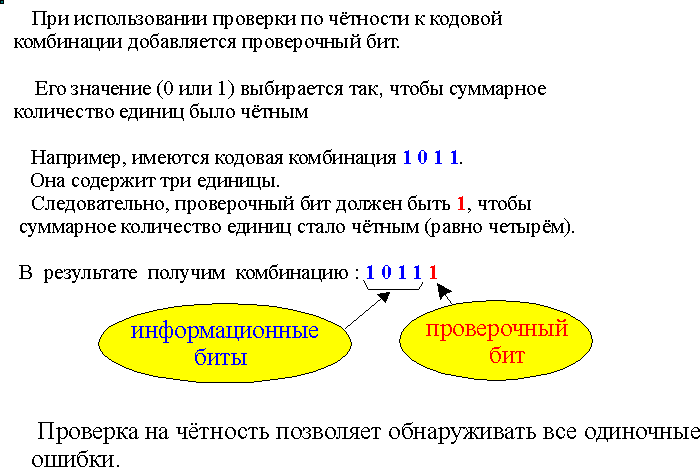 При использовании проверки по чётности к кодовой
комбинации добавляется проверочный бит.
Его значение (0 или 1) выбирается так, чтобы суммарное
количество единиц было чётным
Например, имеются кодовая комбинация 1 0 1 1.
Она содержит три единицы.
Следовательно, проверочный бит должен быть 1, чтобы
суммарное количество единиц стало чётным (равно четырём).
В результате получим комбинацию : 1 0 1 1 1
информационные
биты
проверочный
бит
Проверка на чётность позволяет обнаруживать все одиночные
ошибки.